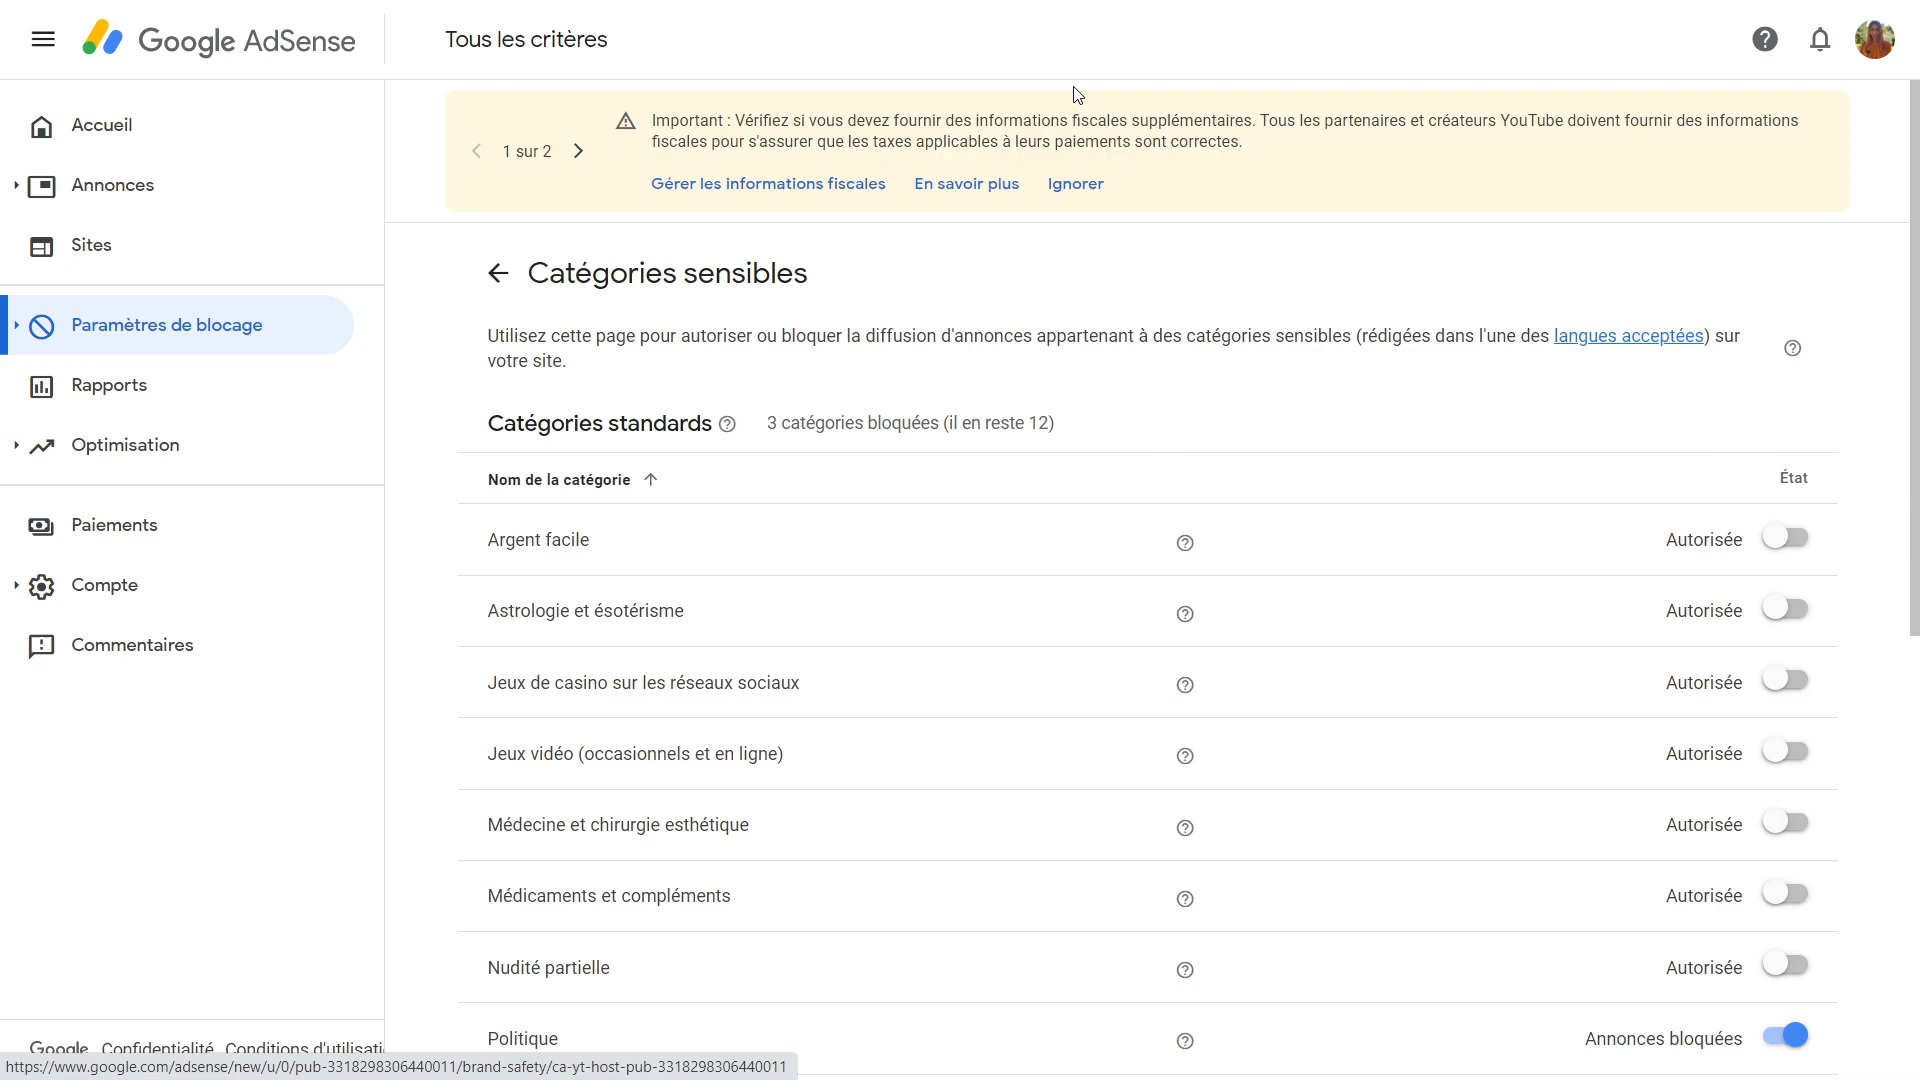 Google AdSense
Tous les critères
Accueil
Annonces
Sites
Paramètres de blocage
Rapports
Optimisation
Paiements
Compte
Commentaires
Google Confidentialité Conditions d'utilisati
1 sur 2
Important : Vérifiez si vous devez fournir des informations fiscales supplémentaires. Tous les partenaires et créateurs YouTube doivent fournir des informations
fiscales pour s'assurer que les taxes applicables à leurs paiements sont correctes.
Gérer les informations fiscales En savoir plus Ignorer
Catégories sensibles
Utilisez cette page pour autoriser ou bloquer la diffusion d'annonces appartenant à des catégories sensibles (rédigées dans l'une des langues acceptées) sur
votre site.
Catégories standards 3 catégories bloquées (il en reste 12)
Nom de la catégorie État
Argent facile Autorisée
Astrologie et ésotérisme Autorisée
Jeux de casino sur les réseaux sociaux Autorisée
Jeux vidéo (occasionnels et en ligne) Autorisée
Médecine et chirurgie esthétique Autorisée
Médicaments et compléments Autorisée
Nudité partielle Autorisée
Politique Annonces bloquées
https://www.google.com/adsense/new/u/0/pub-3318298306440011/brand-safety/ca-yt-host-pub-3318298306440011